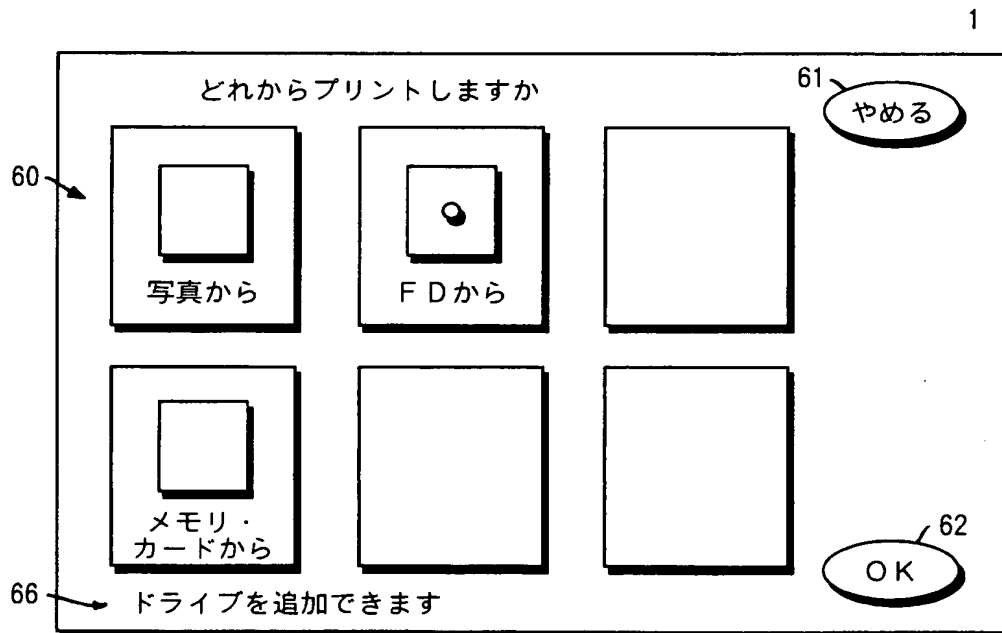 1
どれからプリントしますか
61
やめる
60
写真から
ＦＤから
メモリ・
カードから
62
ＯＫ
66
ドライブを追加できます